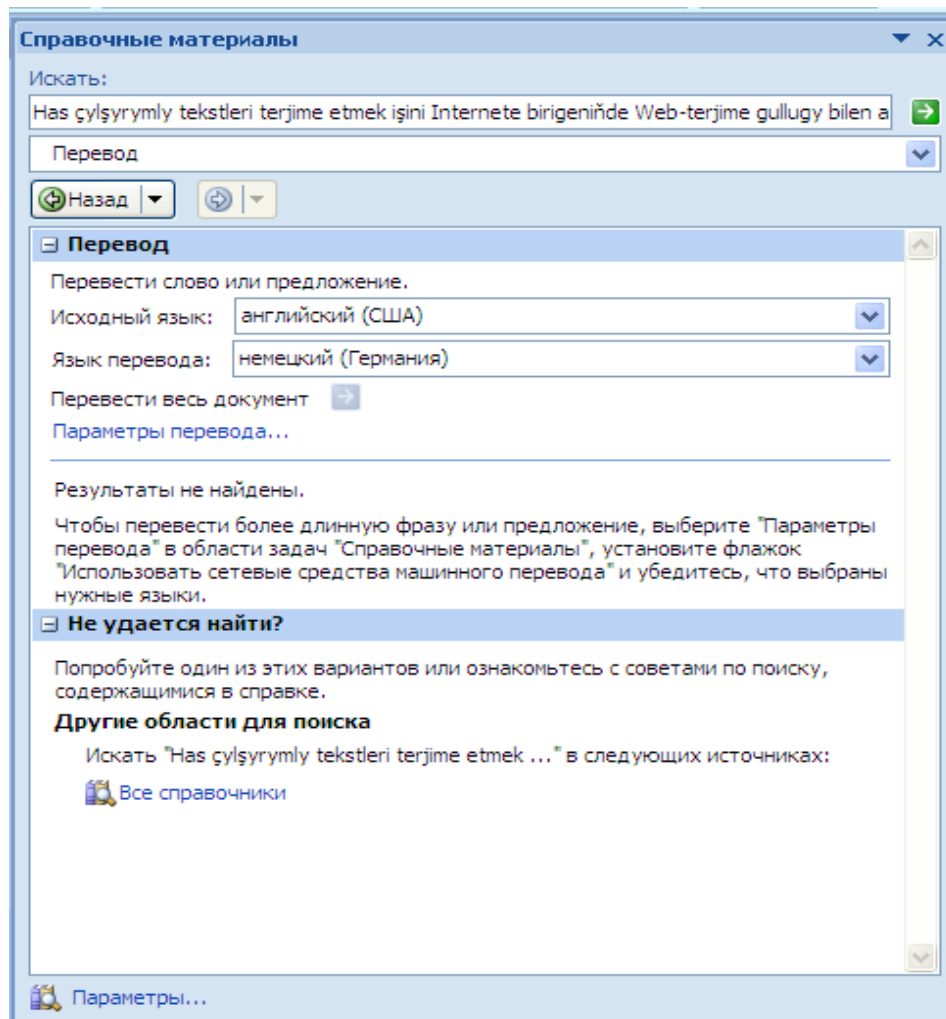 Справочные материалы
Искать:
Has çylşyrymly tekstleri terjime etmek işini Internete birigeniňde Web-terjime gullugy bilen a
Перевод
Назад
Перевод
Перевести слово или предложение.
Исходный язык: английский (США)
Язык перевода: немецкий (Германия)
Перевести весь документ
Параметры перевода...
Результаты не найдены.
Чтобы перевести более длинную фразу или предложение, выберите "Параметры
перевода" в области задач "Справочные материалы", установите флажок
"Использовать сетевые средства машинного перевода" и убедитесь, что выбраны
нужные языки.
Не удается найти?
Попробуйте один из этих вариантов или ознакомьтесь с советами по поиску,
содержащимися в справке.
Другие области для поиска
Искать "Has çylşyrymly tekstleri terjime etmek ..." в следующих источниках:
Все справочники
Параметры...